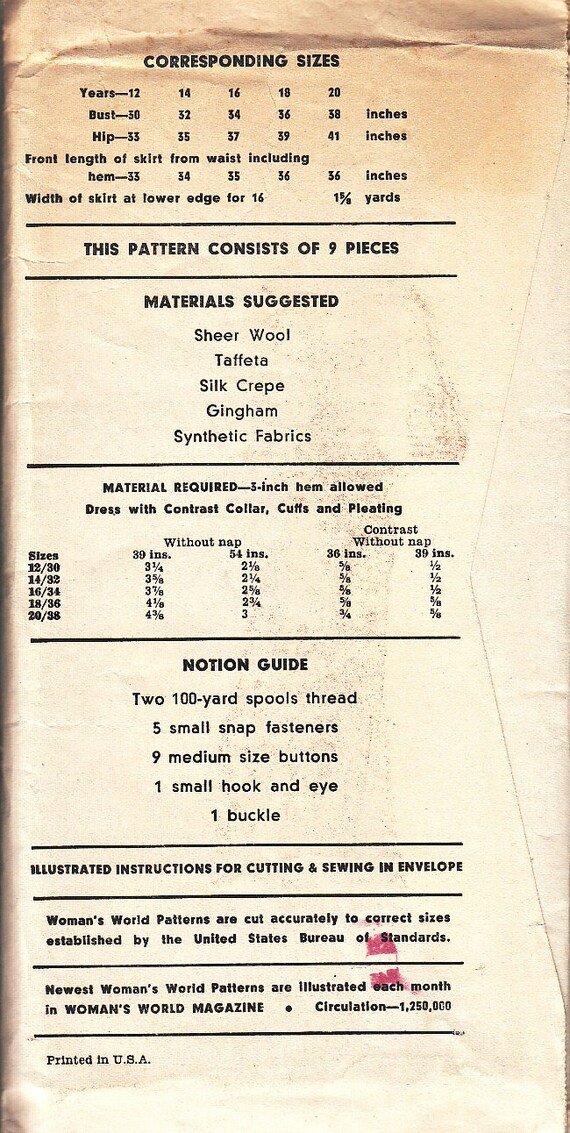 CORRESPONDING SIZES
Years—12 14 16 18 20
Bust—30 32 34 36 38 inches
Hip—33 35 37 39 41 inches
Front length of skirt from waist including
hem—33 34 35 36 36 inches
Width of skirt at lower edge for 16 1⅝ yards
THIS PATTERN CONSISTS OF 9 PIECES
MATERIALS SUGGESTED
Sheer Wool
Taffeta
Silk Crepe
Gingham
Synthetic Fabrics
MATERIAL REQUIRED—3-inch hem allowed
Dress with Contrast Collar, Cuffs and Pleating
Contrast
Without nap Without nap
Sizes 39 ins. 54 ins. 36 ins. 39 ins.
12/30 3¼ 2⅛ ⅝ ½
14/32 3⅝ 2¼ ⅝ ½
16/34 3⅞ 2⅝ ⅝ ½
18/36 4⅛ 2¾ ⅝ ⅝
20/38 4⅜ 3 ¾ ⅝
NOTION GUIDE
Two 100-yard spools thread
5 small snap fasteners
9 medium size buttons
1 small hook and eye
1 buckle
ILLUSTRATED INSTRUCTIONS FOR CUTTING & SEWING IN ENVELOPE
Woman's World Patterns are cut accurately to correct sizes
established by the United States Bureau of Standards.
Newest Woman's World Patterns are illustrated each month
in WOMAN'S WORLD MAGAZINE • Circulation—1,250,000
Printed in U.S.A.